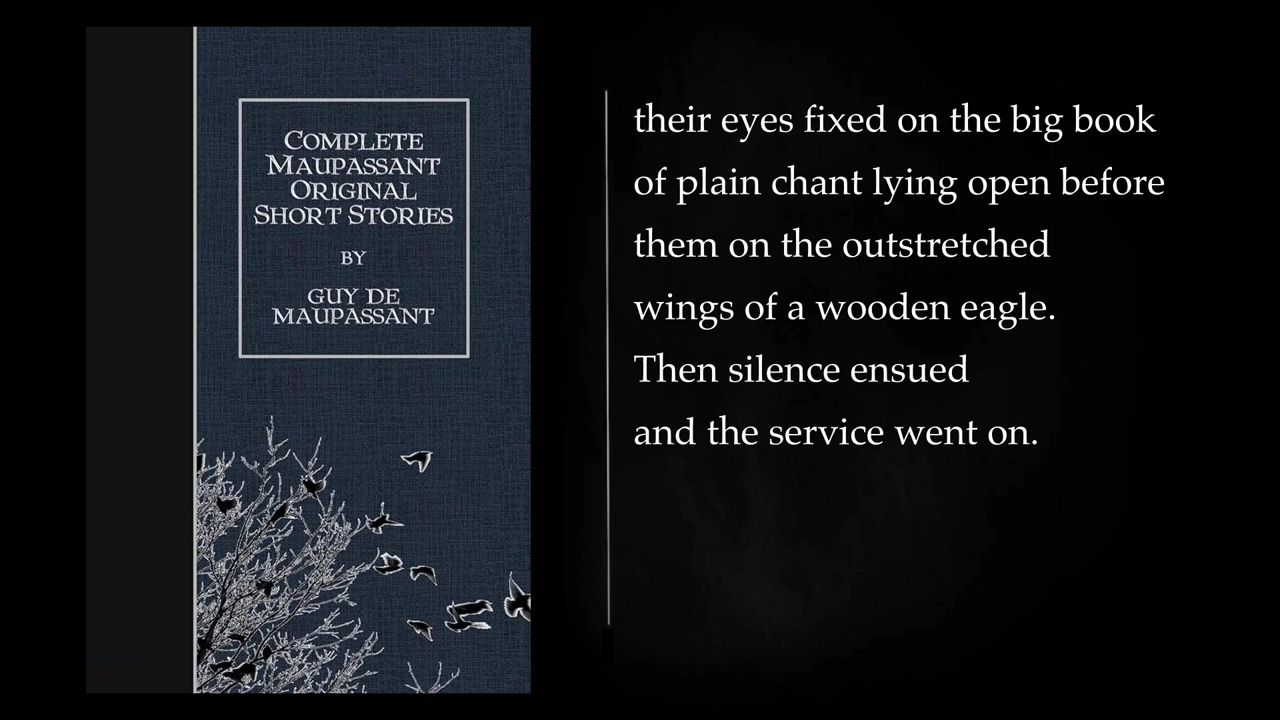 COMPLETE
MAUPASSANT
ORIGINAL
SHORT STORIES
BY
GUY DE
MAUPASSANT
their eyes fixed on the big book
of plain chant lying open before
them on the outstretched
wings of a wooden eagle.
Then silence ensued
and the service went on.